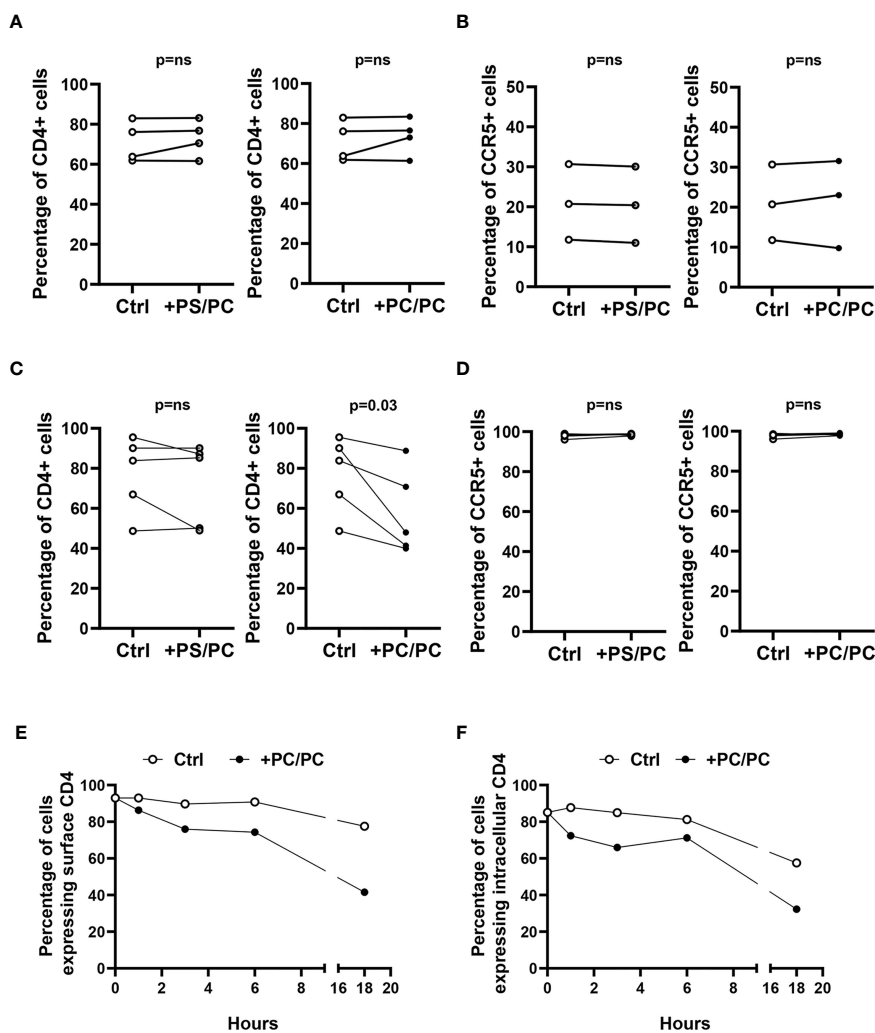 A
p=ns
p=ns
Percentage of CD4+ cells
100
80
60
40
20
0
Ctrl +PS/PC
Percentage of CD4+ cells
100
80
60
40
20
0
Ctrl +PC/PC
B
p=ns
p=ns
Percentage of CCR5+ cells
50
40
30
20
10
0
Ctrl +PS/PC
Percentage of CCR5+ cells
50
40
30
20
10
0
Ctrl +PC/PC
C
p=ns
p=0.03
Percentage of CD4+ cells
100
80
60
40
20
0
Ctrl +PS/PC
Percentage of CD4+ cells
100
80
60
40
20
0
Ctrl +PC/PC
D
p=ns
p=ns
Percentage of CCR5+ cells
100
80
60
40
20
0
Ctrl +PS/PC
Percentage of CCR5+ cells
100
80
60
40
20
0
Ctrl +PC/PC
E
Ctrl +PC/PC
Percentage of cells
expressing surface CD4
100
80
60
40
20
0
0 2 4 6 8 16 18 20
Hours
F
Ctrl +PC/PC
Percentage of cells
expressing intracellular CD4
100
80
60
40
20
0
0 2 4 6 8 16 18 20
Hours